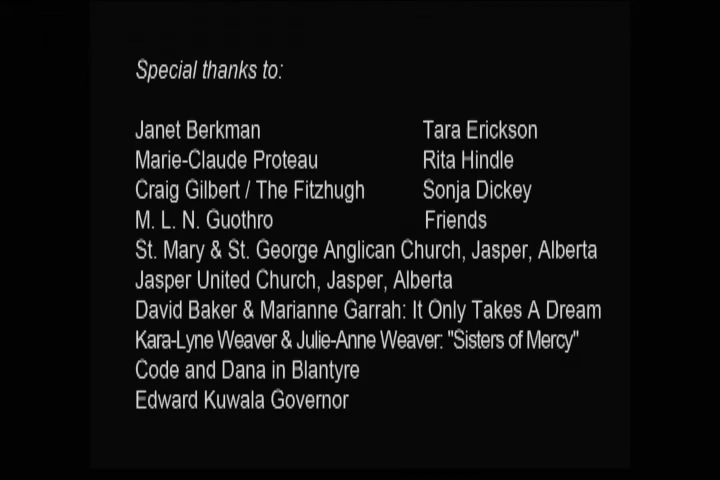 Special thanks to:
Janet Berkman Tara Erickson
Marie-Claude Proteau Rita Hindle
Craig Gilbert / The Fitzhugh Sonja Dickey
M. L. N. Guothro Friends
St. Mary & St. George Anglican Church, Jasper, Alberta
Jasper United Church, Jasper, Alberta
David Baker & Marianne Garrah: It Only Takes A Dream
Kara-Lyne Weaver & Julie-Anne Weaver: "Sisters of Mercy"
Code and Dana in Blantyre
Edward Kuwala Governor